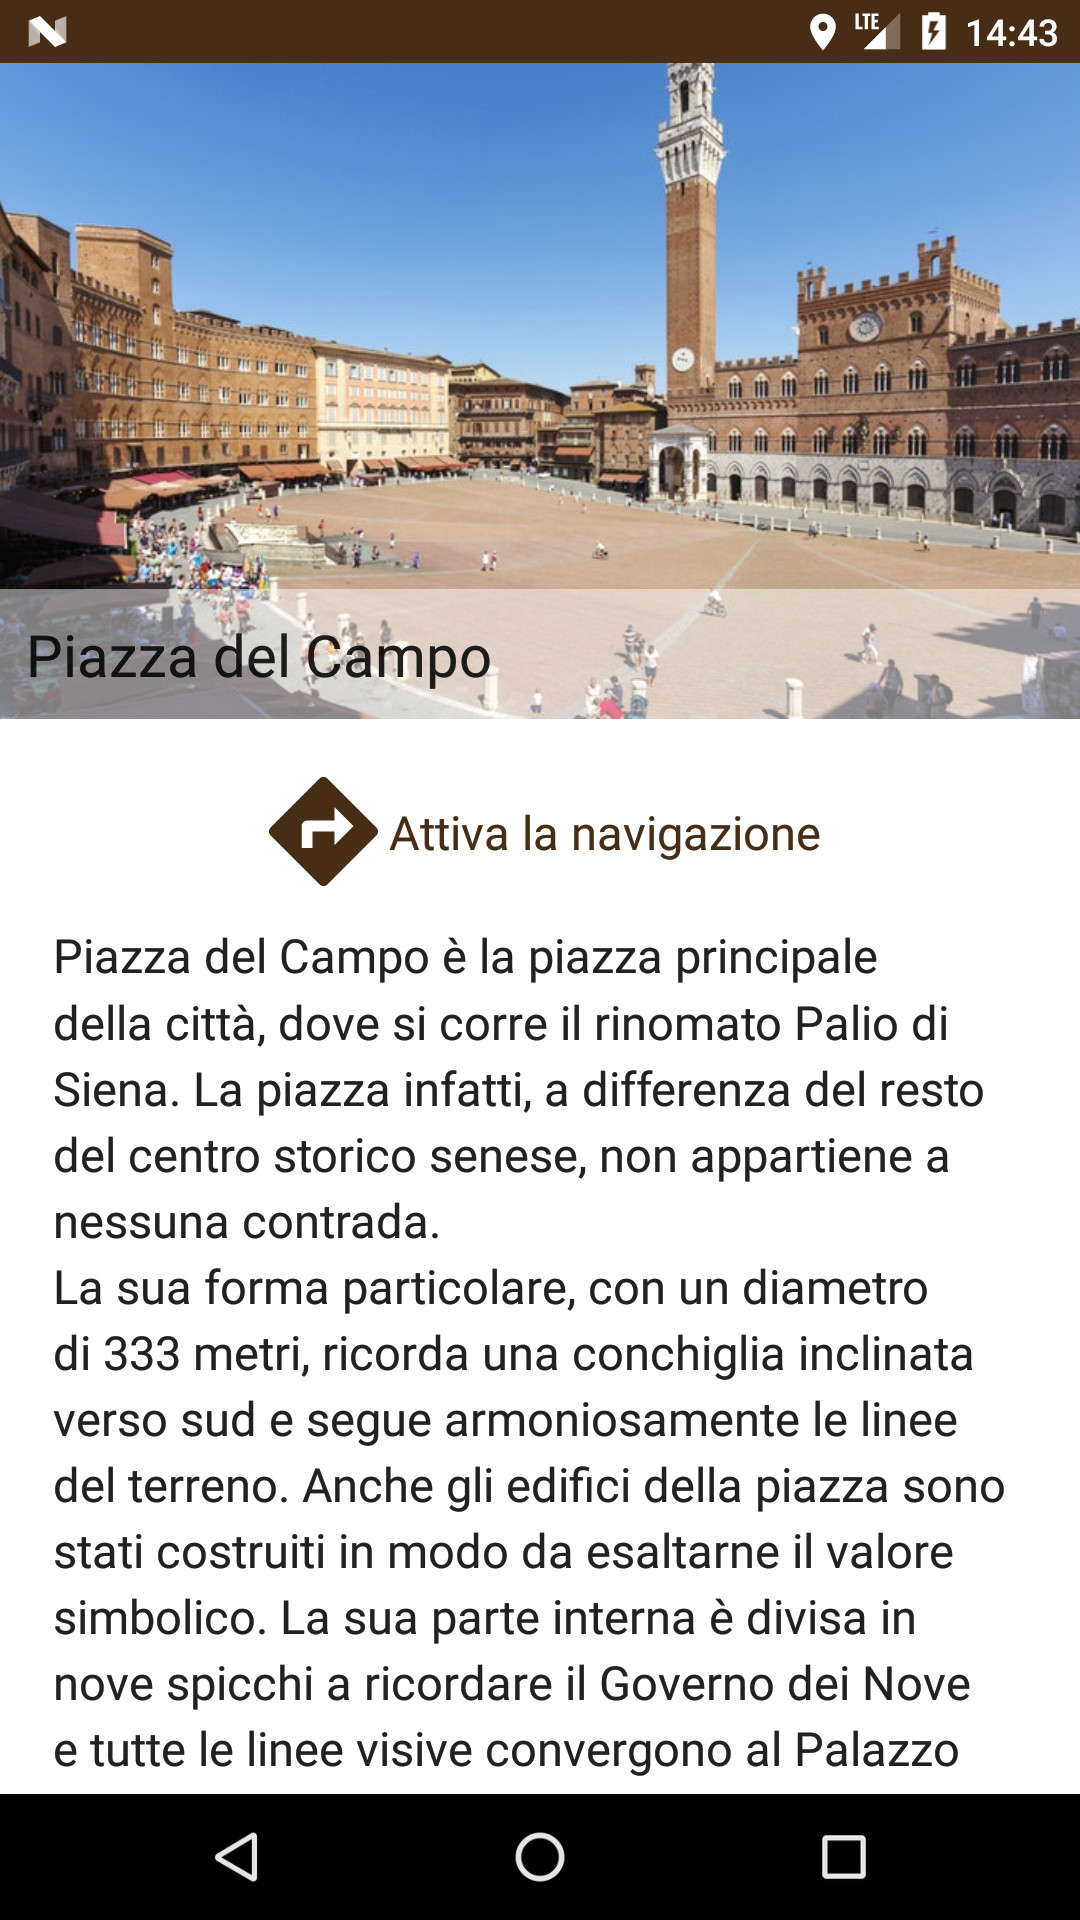 LTE 14:43
Piazza del Campo
Attiva la navigazione
Piazza del Campo è la piazza principale
della città, dove si corre il rinomato Palio di
Siena. La piazza infatti, a differenza del resto
del centro storico senese, non appartiene a
nessuna contrada.
La sua forma particolare, con un diametro
di 333 metri, ricorda una conchiglia inclinata
verso sud e segue armoniosamente le linee
del terreno. Anche gli edifici della piazza sono
stati costruiti in modo da esaltarne il valore
simbolico. La sua parte interna è divisa in
nove spicchi a ricordare il Governo dei Nove
e tutte le linee visive convergono al Palazzo